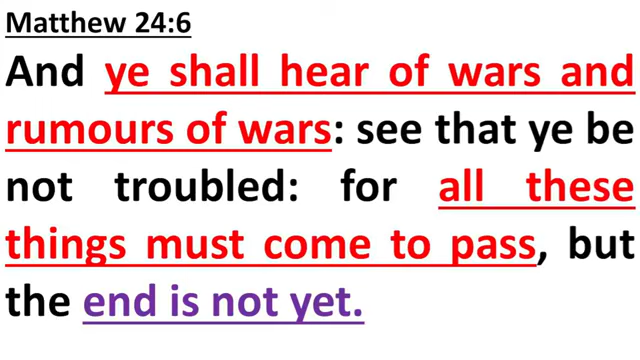 Matthew 24:6
And ye shall hear of wars and
rumours of wars: see that ye be
not troubled: for all these
things must come to pass, but
the end is not yet.